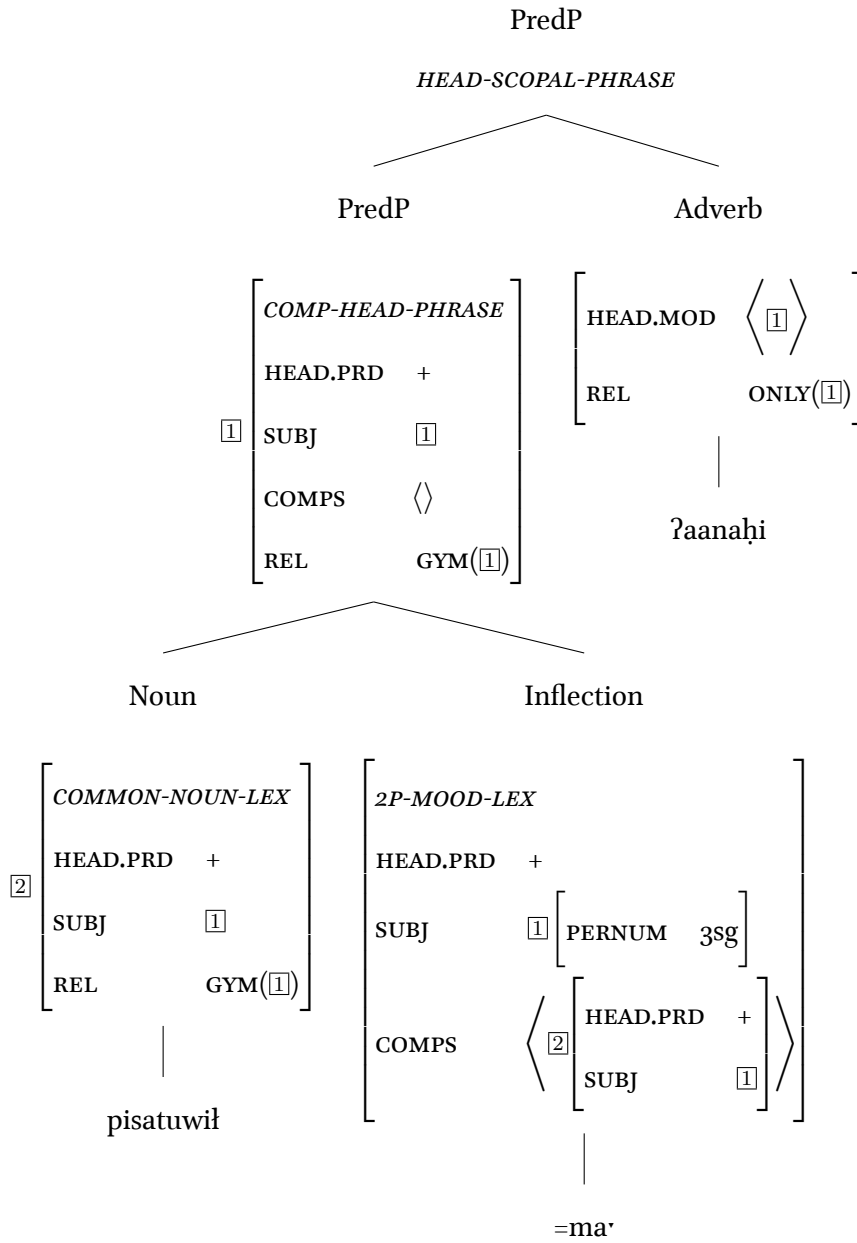 PredP
HEAD-SCOPAL-PHRASE
PredP Adverb
1 COMP-HEAD-PHRASE
HEAD.PRD +
SUBJ 1
COMPS ⟨⟩
REL GYM(1)
HEAD.MOD ⟨1⟩
REL ONLY(1)
ʔaanaḥi
Noun Inflection
2 COMMON-NOUN-LEX
HEAD.PRD +
SUBJ 1
REL GYM(1)
pisatuwił
2P-MOOD-LEX
HEAD.PRD +
SUBJ 1 [PERNUM 3sg]
COMPS ⟨2 [HEAD.PRD +
SUBJ 1]⟩
=maˑ